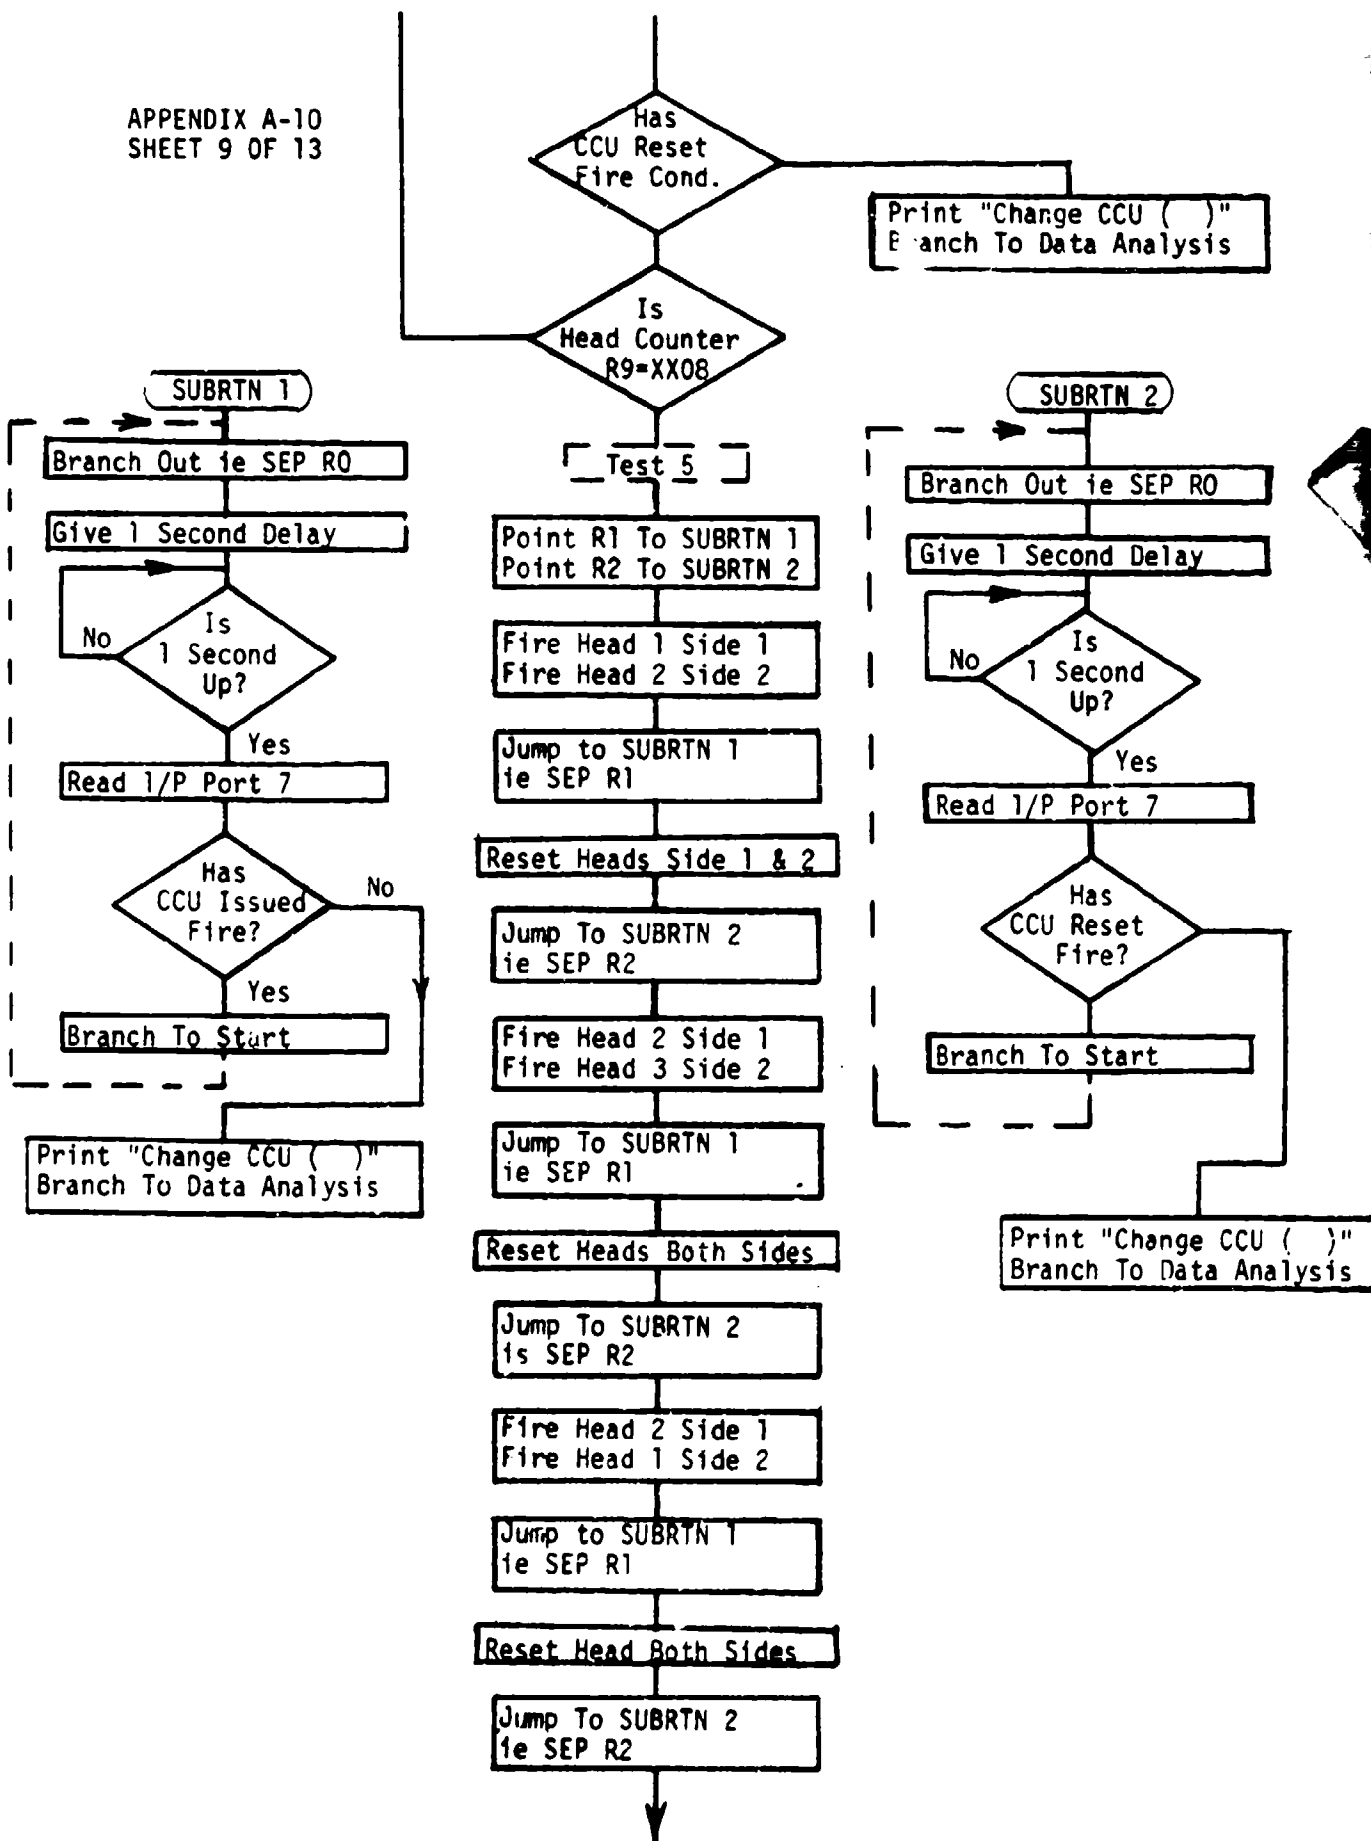 APPENDIX A-10
SHEET 9 OF 13
Has
CCU Reset
Fire Cond.
Print "Change CCU ( )"
Branch To Data Analysis
Is
Head Counter
R9=XX08
SUBRTN 1
Branch Out ie SEP RO
Give 1 Second Delay
Is
1 Second
Up?
No
Yes
Read 1/P Port 7
Has
CCU Issued
Fire?
No
Yes
Branch To Start
Print "Change CCU ( )"
Branch To Data Analysis
Test 5
Point R1 To SUBRTN 1
Point R2 To SUBRTN 2
Fire Head 1 Side 1
Fire Head 2 Side 2
Jump to SUBRTN 1
ie SEP R1
Reset Heads Side 1 & 2
Jump To SUBRTN 2
ie SEP R2
Fire Head 2 Side 1
Fire Head 3 Side 2
Jump To SUBRTN 1
ie SEP R1
Reset Heads Both Sides
Jump To SUBRTN 2
is SEP R2
Fire Head 2 Side 1
Fire Head 1 Side 2
Jump to SUBRTN 1
ie SEP R1
Reset Head Both Sides
Jump To SUBRTN 2
ie SEP R2
SUBRTN 2
Branch Out ie SEP RO
Give 1 Second Delay
Is
1 Second
Up?
No
Yes
Read 1/P Port 7
Has
CCU Reset
Fire?
Branch To Start
Print "Change CCU ( )"
Branch To Data Analysis